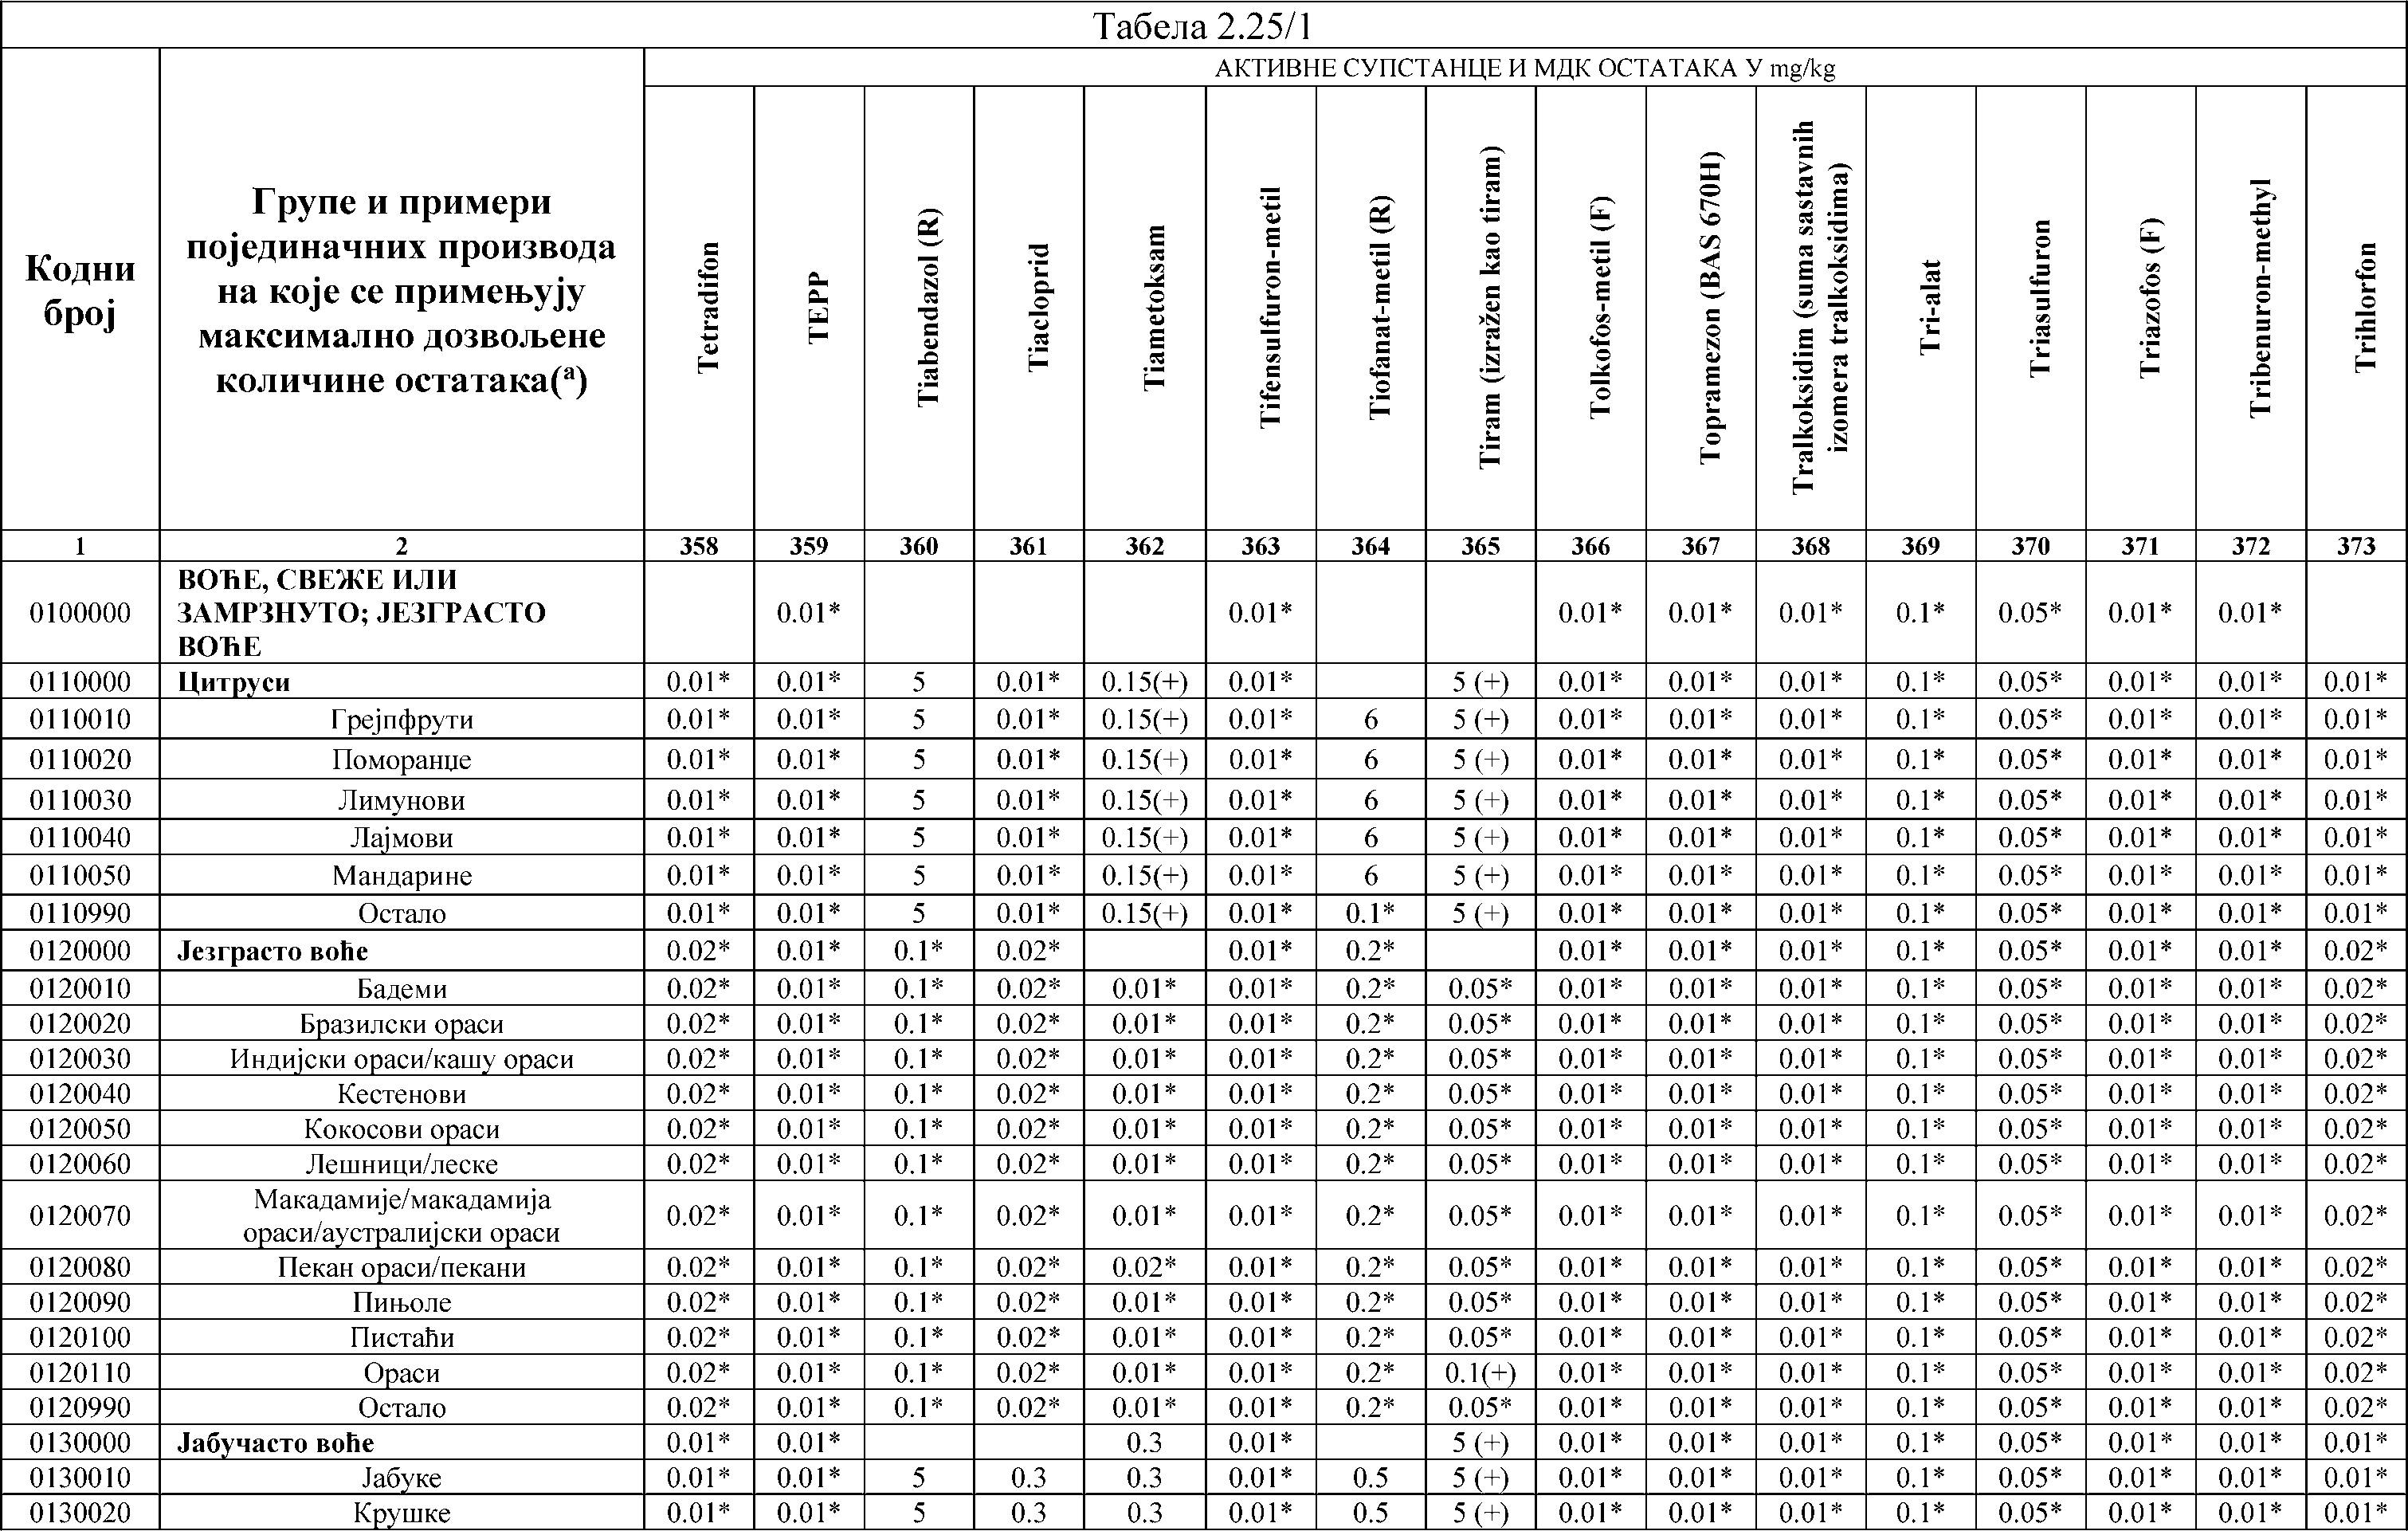 Табела 2.25/1
АКТИВНЕ СУПСТАНЦЕ И МДК ОСТАТАКА У mg/kg
Кодни број
Групе и примери
појединачних производа
на које се примењују
максимално дозвољене
количине остатака(ᵃ)
Tetradifon
TEPP
Tiabendazol (R)
Tiacloprid
Tiametoksam
Tifensulfuron-metil
Tiofanat-metil (R)
Tiram (izražen kao tiram)
Tolkofos-metil (F)
Topramezon (BAS 670H)
Tralkoksidim (suma sastavnih
izomera tralkoksidima)
Tri-alat
Triasulfuron
Triazofos (F)
Tribenuron-methyl
Trihlorfon
1 2 358 359 360 361 362 363 364 365 366 367 368 369 370 371 372 373
0100000 ВОЋЕ, СВЕЖЕ ИЛИ
ЗАМРЗНУТО; ЈЕЗГРАСТО
ВОЋЕ 0.01* 0.01* 0.01* 0.01* 0.01* 0.1* 0.05* 0.01* 0.01*
0110000 Цитруси 0.01* 0.01* 5 0.01* 0.15(+) 0.01* 5 (+) 0.01* 0.01* 0.01* 0.1* 0.05* 0.01* 0.01* 0.01*
0110010 Грејпфрути 0.01* 0.01* 5 0.01* 0.15(+) 0.01* 6 5 (+) 0.01* 0.01* 0.01* 0.1* 0.05* 0.01* 0.01* 0.01*
0110020 Поморанџе 0.01* 0.01* 5 0.01* 0.15(+) 0.01* 6 5 (+) 0.01* 0.01* 0.01* 0.1* 0.05* 0.01* 0.01* 0.01*
0110030 Лимунови 0.01* 0.01* 5 0.01* 0.15(+) 0.01* 6 5 (+) 0.01* 0.01* 0.01* 0.1* 0.05* 0.01* 0.01* 0.01*
0110040 Лајмови 0.01* 0.01* 5 0.01* 0.15(+) 0.01* 6 5 (+) 0.01* 0.01* 0.01* 0.1* 0.05* 0.01* 0.01* 0.01*
0110050 Мандарине 0.01* 0.01* 5 0.01* 0.15(+) 0.01* 6 5 (+) 0.01* 0.01* 0.01* 0.1* 0.05* 0.01* 0.01* 0.01*
0110990 Остало 0.01* 0.01* 5 0.01* 0.15(+) 0.01* 0.1* 5 (+) 0.01* 0.01* 0.01* 0.1* 0.05* 0.01* 0.01* 0.01*
0120000 Језграсто воће 0.02* 0.01* 0.1* 0.02* 0.01* 0.2* 0.01* 0.01* 0.01* 0.1* 0.05* 0.01* 0.01* 0.02*
0120010 Бадеми 0.02* 0.01* 0.1* 0.02* 0.01* 0.01* 0.2* 0.05* 0.01* 0.01* 0.01* 0.1* 0.05* 0.01* 0.01* 0.02*
0120020 Бразилски ораси 0.02* 0.01* 0.1* 0.02* 0.01* 0.01* 0.2* 0.05* 0.01* 0.01* 0.01* 0.1* 0.05* 0.01* 0.01* 0.02*
0120030 Индијски ораси/кашу ораси 0.02* 0.01* 0.1* 0.02* 0.01* 0.01* 0.2* 0.05* 0.01* 0.01* 0.01* 0.1* 0.05* 0.01* 0.01* 0.02*
0120040 Кестенови 0.02* 0.01* 0.1* 0.02* 0.01* 0.01* 0.2* 0.05* 0.01* 0.01* 0.01* 0.1* 0.05* 0.01* 0.01* 0.02*
0120050 Кокосови ораси 0.02* 0.01* 0.1* 0.02* 0.01* 0.01* 0.2* 0.05* 0.01* 0.01* 0.01* 0.1* 0.05* 0.01* 0.01* 0.02*
0120060 Лешници/леске 0.02* 0.01* 0.1* 0.02* 0.01* 0.01* 0.2* 0.05* 0.01* 0.01* 0.01* 0.1* 0.05* 0.01* 0.01* 0.02*
0120070 Макадамије/макадамија
ораси/аустралијски ораси 0.02* 0.01* 0.1* 0.02* 0.01* 0.01* 0.2* 0.05* 0.01* 0.01* 0.01* 0.1* 0.05* 0.01* 0.01* 0.02*
0120080 Пекан ораси/пекани 0.02* 0.01* 0.1* 0.02* 0.02* 0.01* 0.2* 0.05* 0.01* 0.01* 0.01* 0.1* 0.05* 0.01* 0.01* 0.02*
0120090 Пињоле 0.02* 0.01* 0.1* 0.02* 0.01* 0.01* 0.2* 0.05* 0.01* 0.01* 0.01* 0.1* 0.05* 0.01* 0.01* 0.02*
0120100 Пистаћи 0.02* 0.01* 0.1* 0.02* 0.01* 0.01* 0.2* 0.05* 0.01* 0.01* 0.01* 0.1* 0.05* 0.01* 0.01* 0.02*
0120110 Ораси 0.02* 0.01* 0.1* 0.02* 0.01* 0.01* 0.2* 0.1(+) 0.01* 0.01* 0.01* 0.1* 0.05* 0.01* 0.01* 0.02*
0120990 Остало 0.02* 0.01* 0.1* 0.02* 0.01* 0.01* 0.2* 0.05* 0.01* 0.01* 0.01* 0.1* 0.05* 0.01* 0.01* 0.02*
0130000 Јабучасто воће 0.01* 0.01* 0.3 0.01* 5 (+) 0.01* 0.01* 0.01* 0.1* 0.05* 0.01* 0.01* 0.01*
0130010 Јабуке 0.01* 0.01* 5 0.3 0.3 0.01* 0.5 5 (+) 0.01* 0.01* 0.01* 0.1* 0.05* 0.01* 0.01* 0.01*
0130020 Крушке 0.01* 0.01* 5 0.3 0.3 0.01* 0.5 5 (+) 0.01* 0.01* 0.01* 0.1* 0.05* 0.01* 0.01* 0.01*